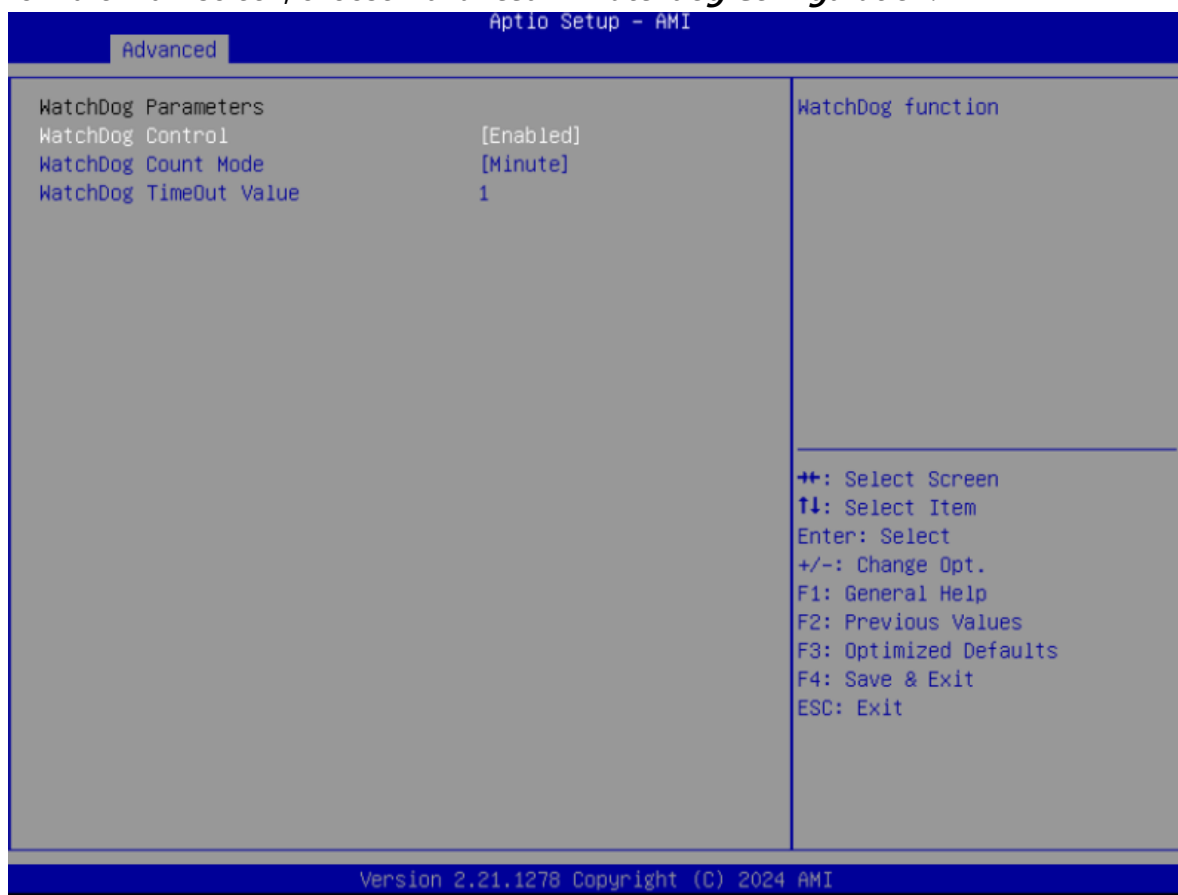 Aptio Setup – AMI
Advanced
WatchDog Parameters
WatchDog Control [Enabled]
WatchDog Count Mode [Minute]
WatchDog TimeOut Value 1
WatchDog function
→←: Select Screen
↑↓: Select Item
Enter: Select
+/-: Change Opt.
F1: General Help
F2: Previous Values
F3: Optimized Defaults
F4: Save & Exit
ESC: Exit
Version 2.21.1278 Copyright (C) 2024 AMI